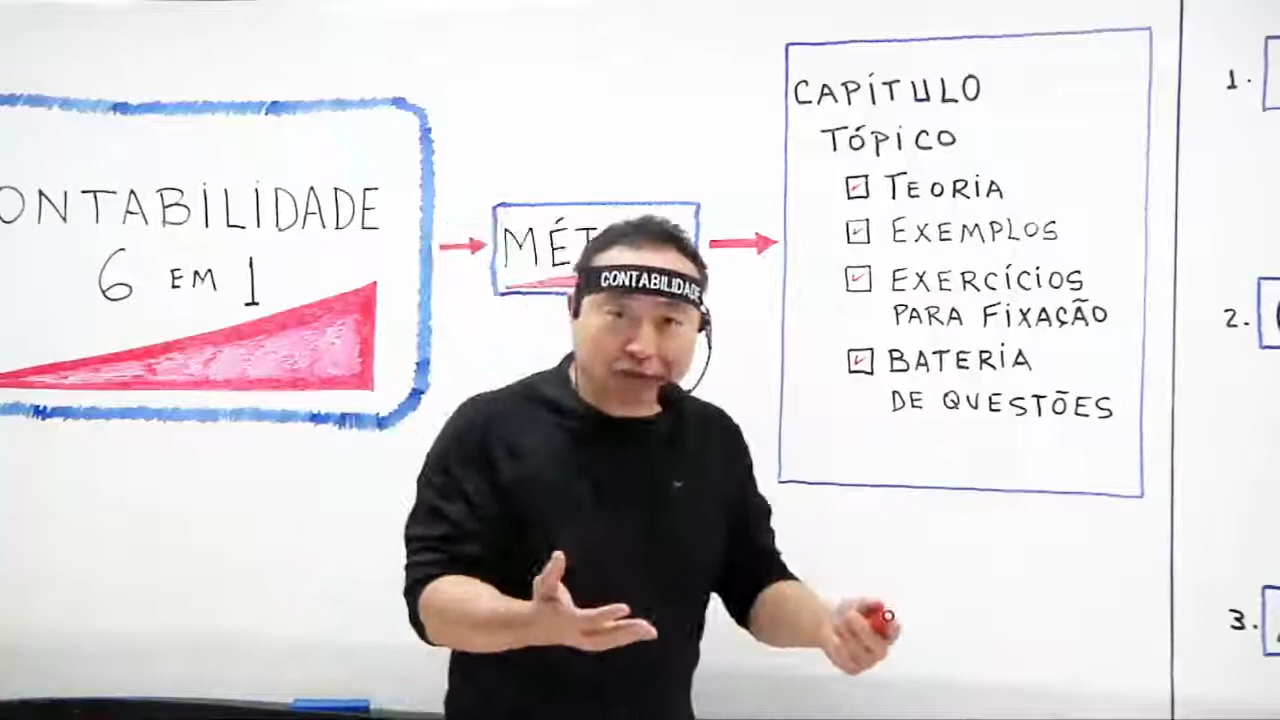 ONTABILIDADE
6 EM 1
CONTABILIDADE
CAPÍTULO
TÓPICO
TEORIA
EXEMPLOS
EXERCÍCIOS
PARA FIXAÇÃO
BATERIA
DE QUESTÕES
1.
2.
3.